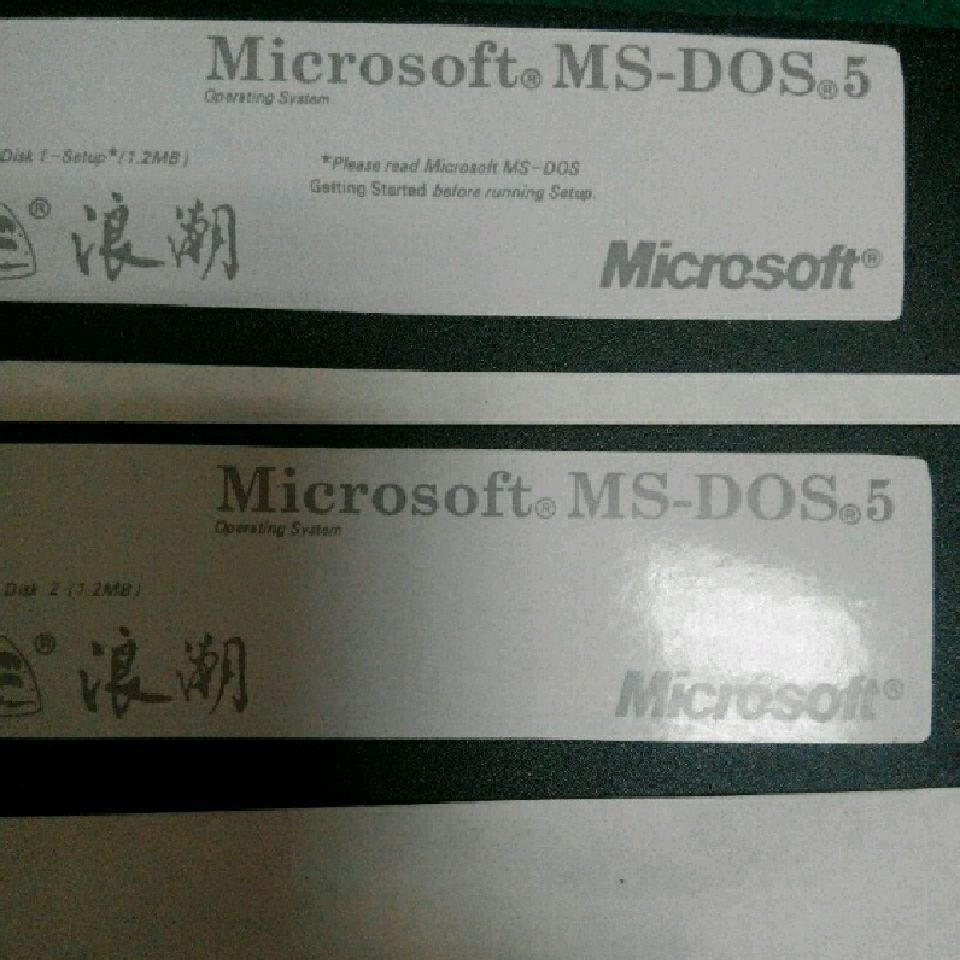 Microsoft® MS-DOS®5
Operating System
Disk 1-Setup*(1.2MB)
*Please read Microsoft MS-DOS
Getting Started before running Setup.
® 浪潮
Microsoft®
Microsoft® MS-DOS®5
Operating System
Disk 2 (1.2MB)
® 浪潮
Microsoft®